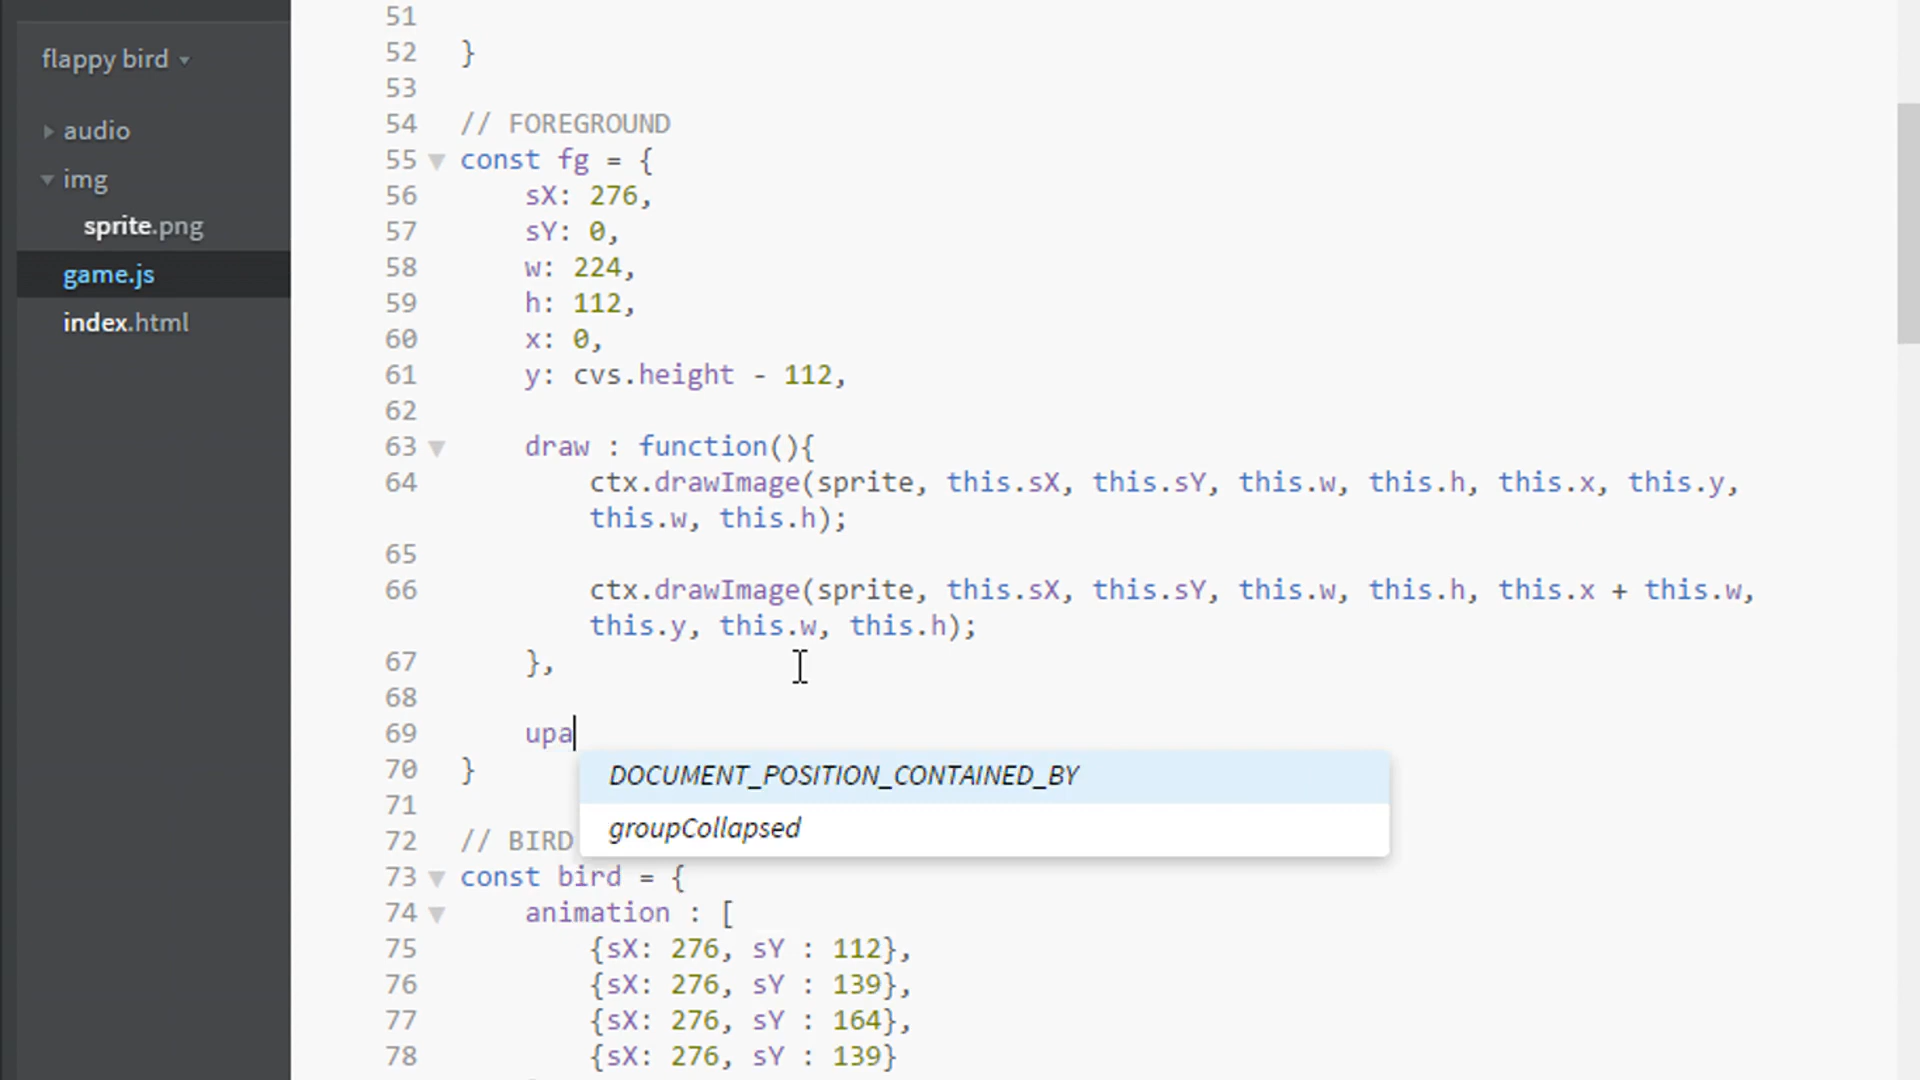 flappy bird
audio
img
sprite.png
game.js
index.html
51
52 }
53
54 // FOREGROUND
55 const fg = {
56 sX: 276,
57 sY: 0,
58 w: 224,
59 h: 112,
60 x: 0,
61 y: cvs.height - 112,
62
63 draw : function(){
64 ctx.drawImage(sprite, this.sX, this.sY, this.w, this.h, this.x, this.y,
this.w, this.h);
65
66 ctx.drawImage(sprite, this.sX, this.sY, this.w, this.h, this.x + this.w,
this.y, this.w, this.h);
67 },
68
69 upa
DOCUMENT_POSITION_CONTAINED_BY
70 }
71
groupCollapsed
72 // BIRD
73 const bird = {
74 animation : [
75 {sX: 276, sY : 112},
76 {sX: 276, sY : 139},
77 {sX: 276, sY : 164},
78 {sX: 276, sY : 139}